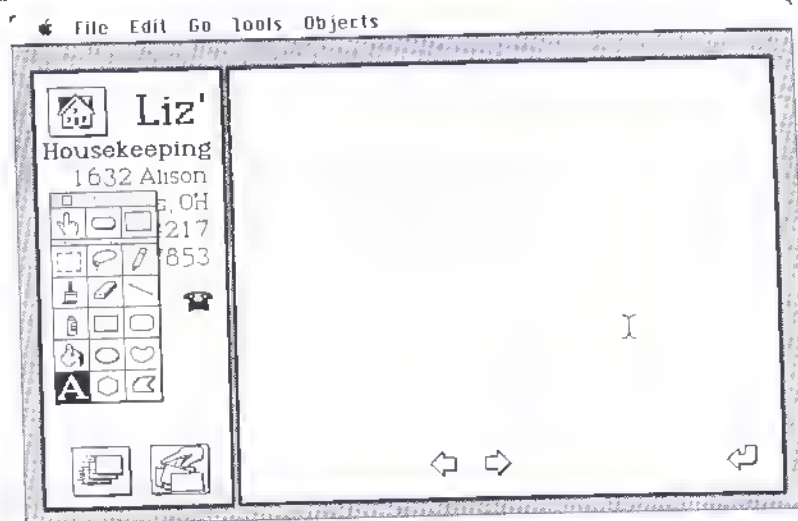 File Edit Go Tools Objects
Liz'
Housekeeping
1632 Alison
, OH
217
853
A